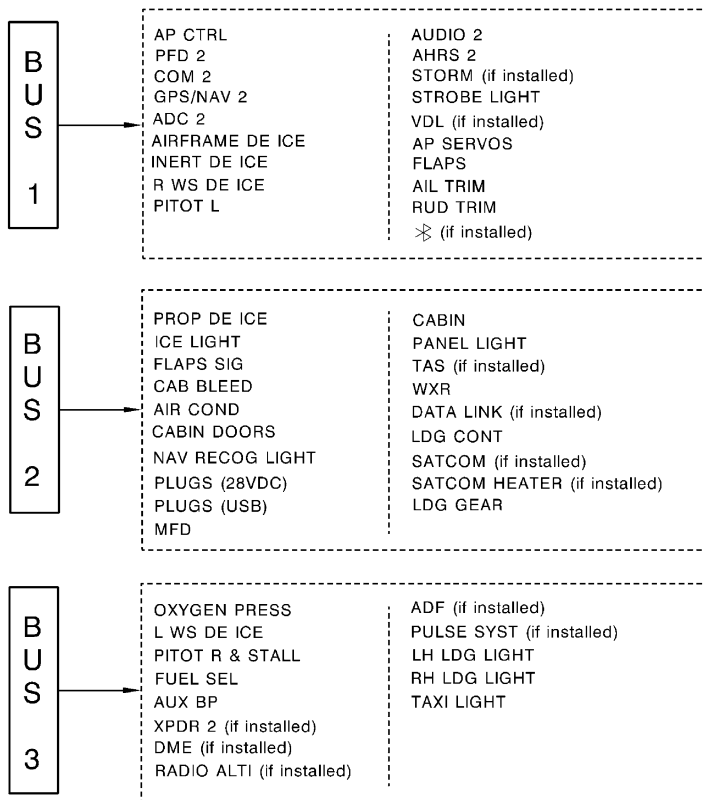 BUS 1
AP CTRL
PFD 2
COM 2
GPS/NAV 2
ADC 2
AIRFRAME DE ICE
INERT DE ICE
R WS DE ICE
PITOT L
AUDIO 2
AHRS 2
STORM (if installed)
STROBE LIGHT
VDL (if installed)
AP SERVOS
FLAPS
AIL TRIM
RUD TRIM
(if installed)
BUS 2
PROP DE ICE
ICE LIGHT
FLAPS SIG
CAB BLEED
AIR COND
CABIN DOORS
NAV RECOG LIGHT
PLUGS (28VDC)
PLUGS (USB)
MFD
CABIN
PANEL LIGHT
TAS (if installed)
WXR
DATA LINK (if installed)
LDG CONT
SATCOM (if installed)
SATCOM HEATER (if installed)
LDG GEAR
BUS 3
OXYGEN PRESS
L WS DE ICE
PITOT R & STALL
FUEL SEL
AUX BP
XPDR 2 (if installed)
DME (if installed)
RADIO ALTI (if installed)
ADF (if installed)
PULSE SYST (if installed)
LH LDG LIGHT
RH LDG LIGHT
TAXI LIGHT